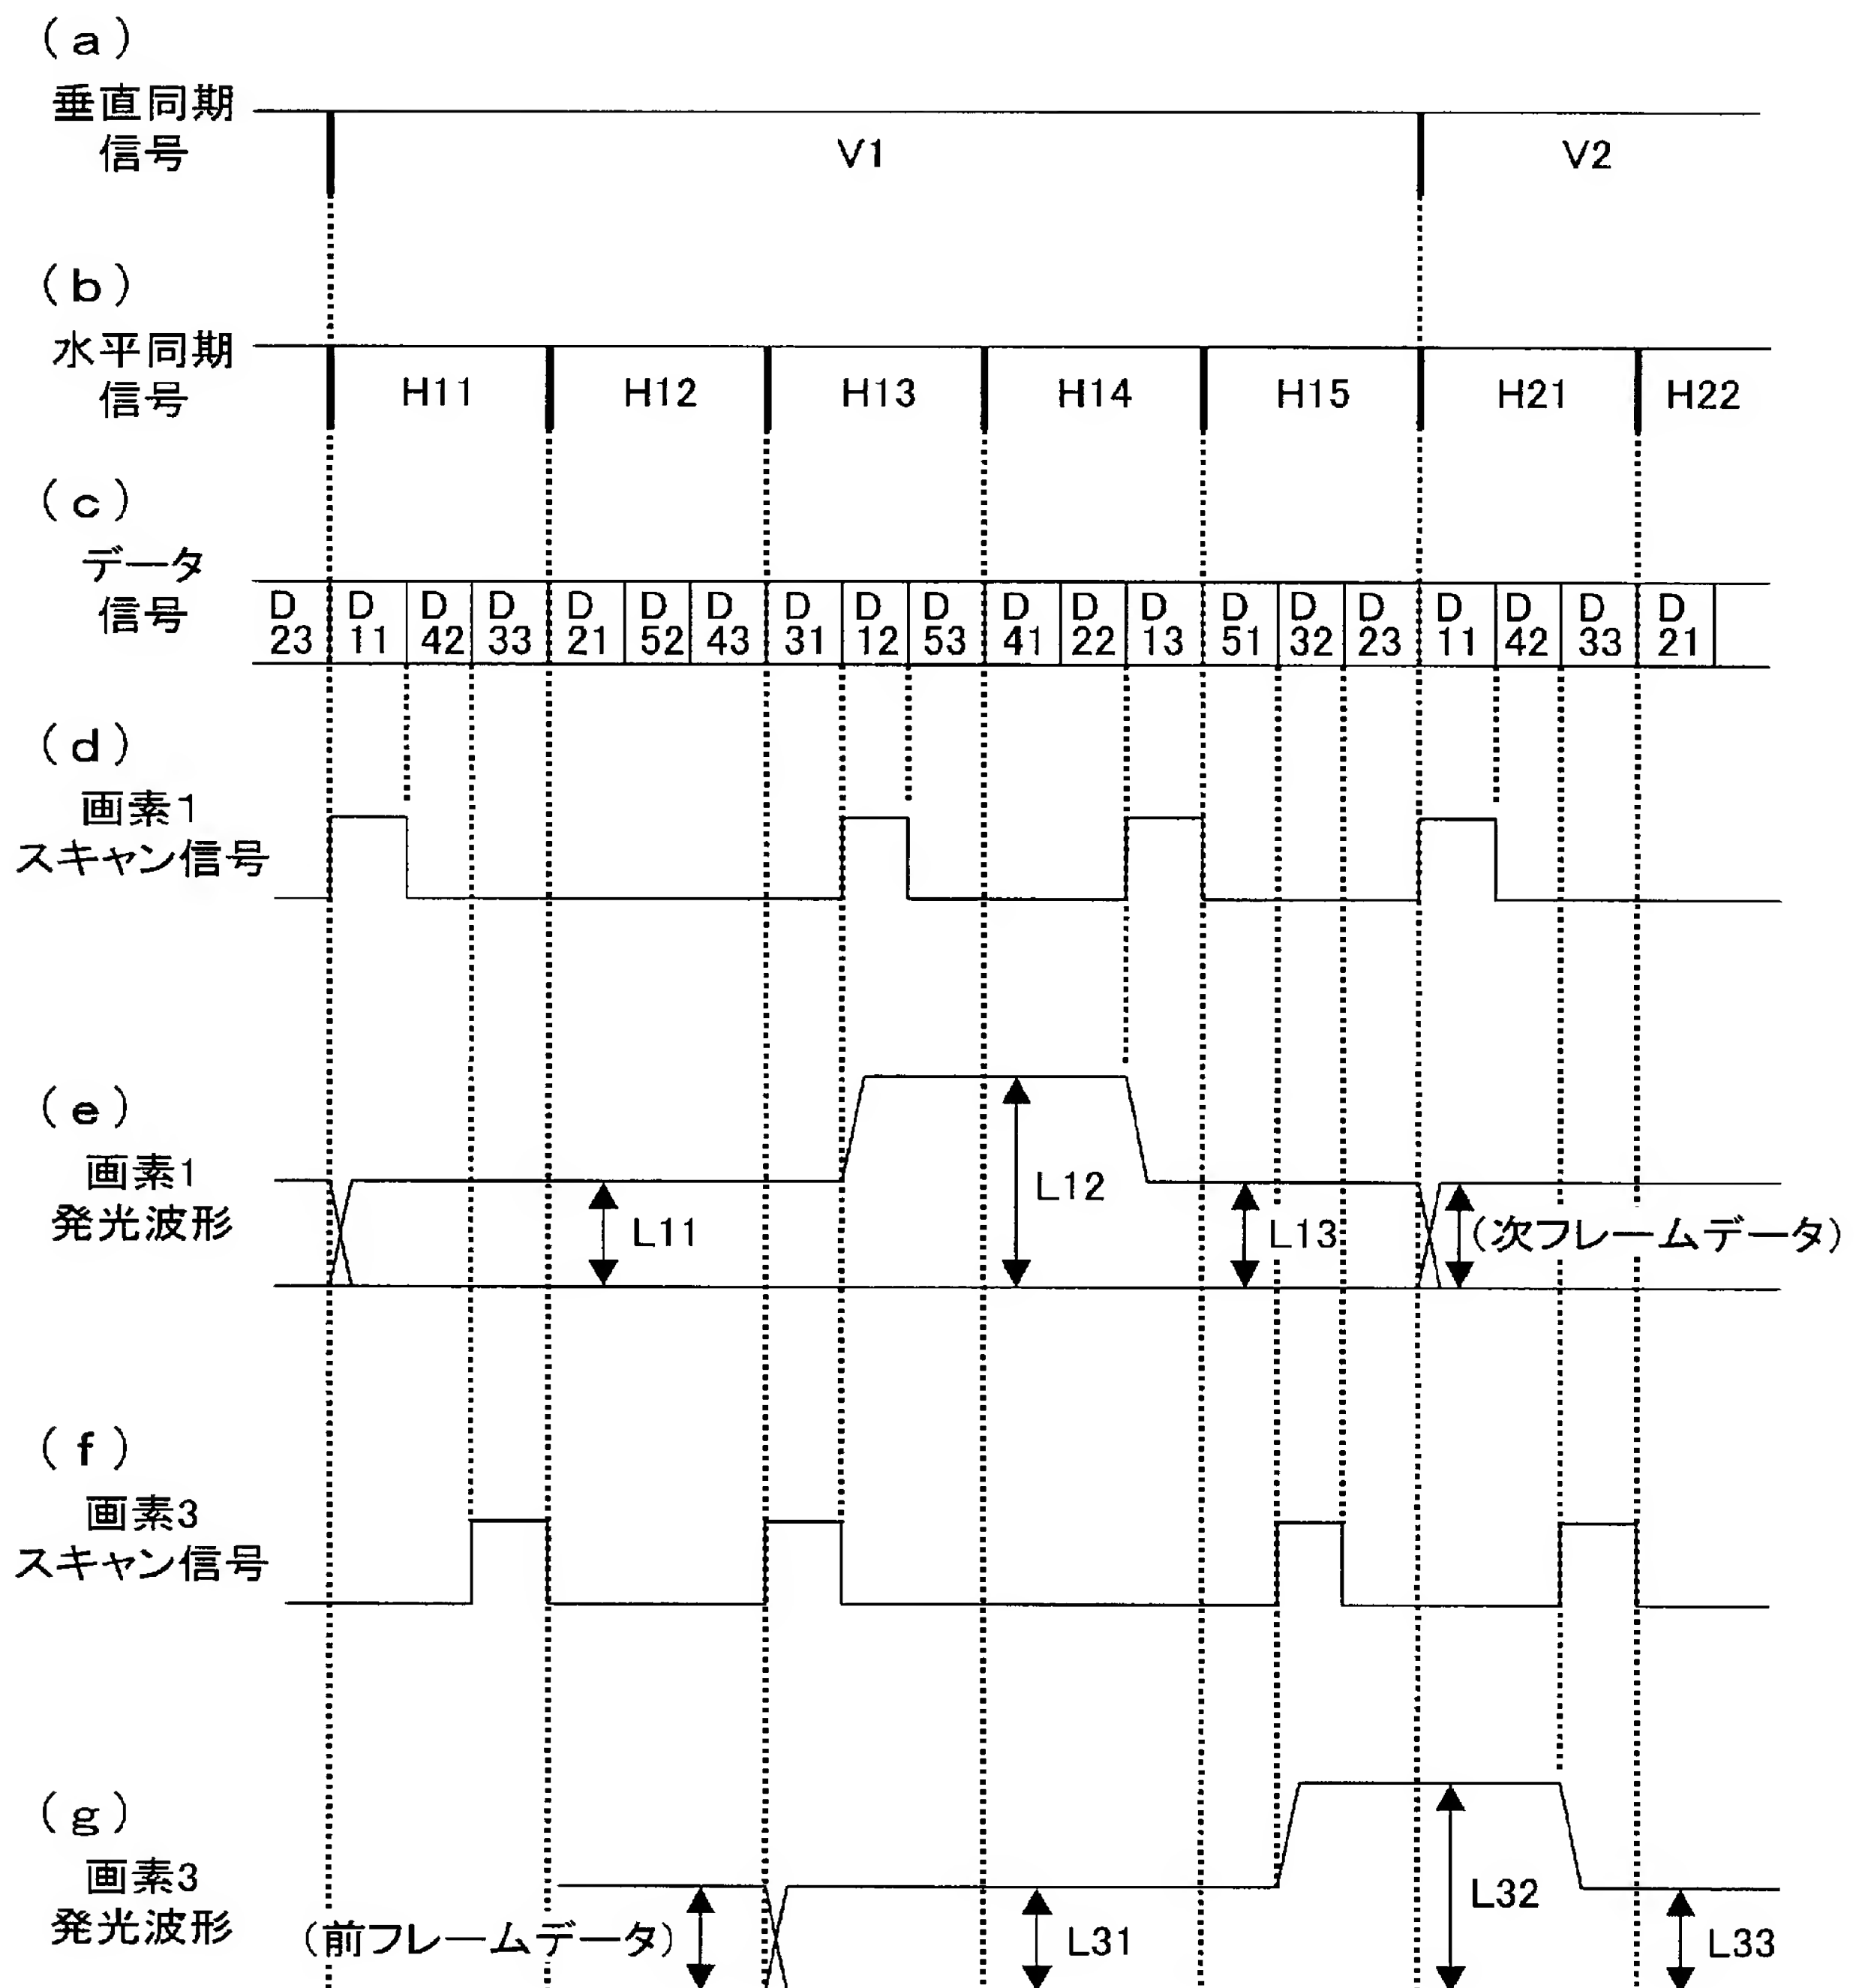 (a)
垂直同期
信号
V1
V2
(b)
水平同期
信号
H11
H12
H13
H14
H15
H21
H22
(c)
データ
信号
D D D D D D D D D D D D D D D D D D D D
23 11 42 33 21 52 43 31 12 53 41 22 13 51 32 23 11 42 33 21
(d)
画素1
スキャン信号
(e)
画素1
発光波形
L11
L12
L13
(次フレームデータ)
(f)
画素3
スキャン信号
(g)
画素3
発光波形
(前フレームデータ)
L31
L32
L33